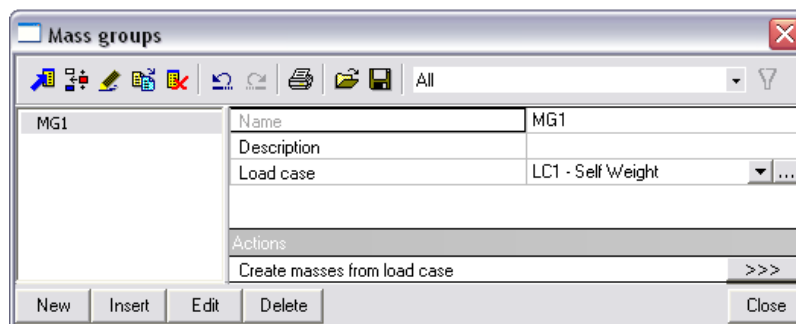 Mass groups
All
MG1
Name MG1
Description
Load case LC1 - Self Weight ...
Actions
Create masses from load case >>>
New Insert Edit Delete Close